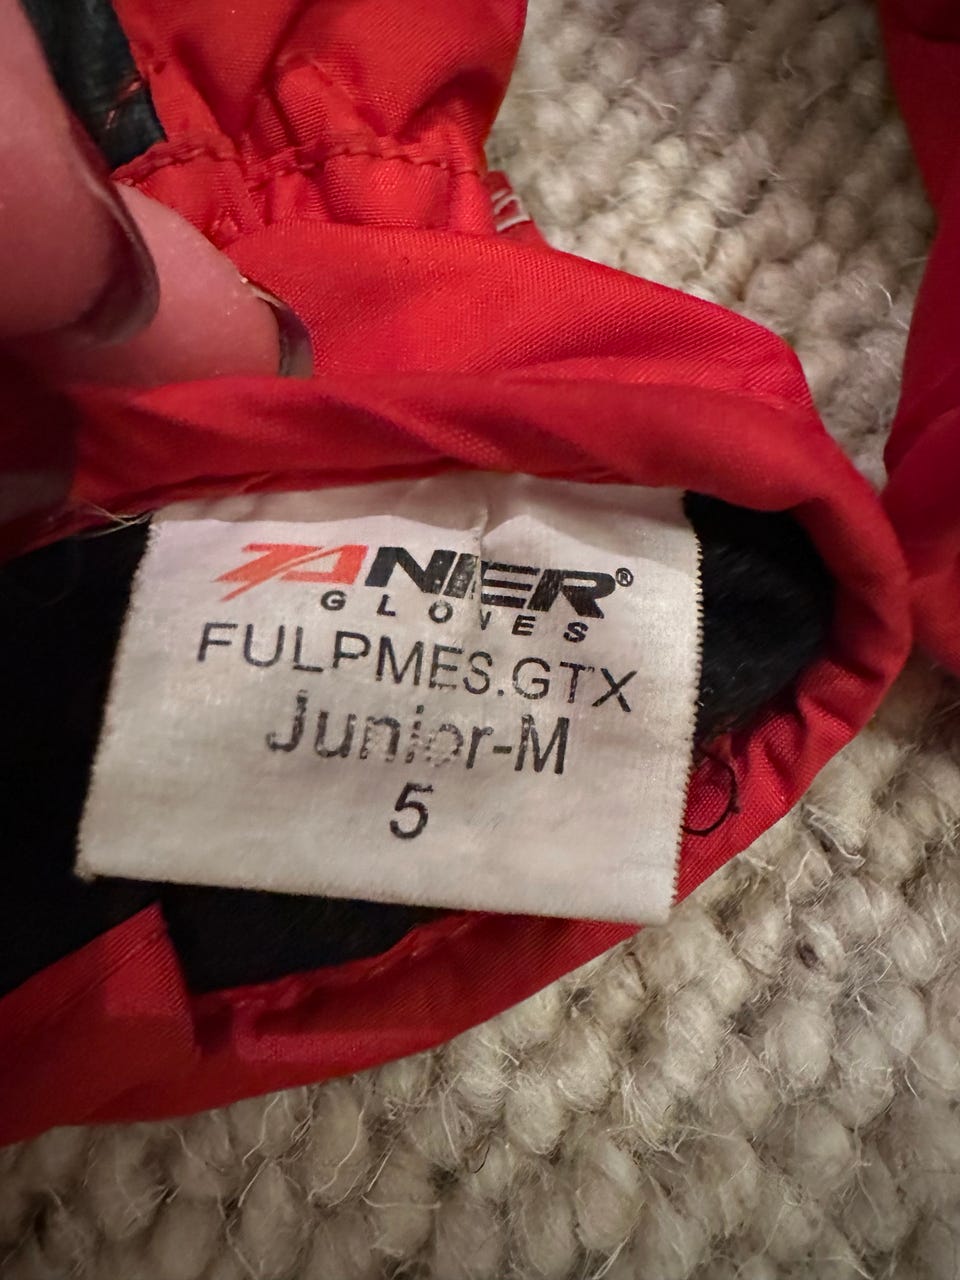 ZANIER®
GLOVES
FULPMES.GTX
Junior-M
5